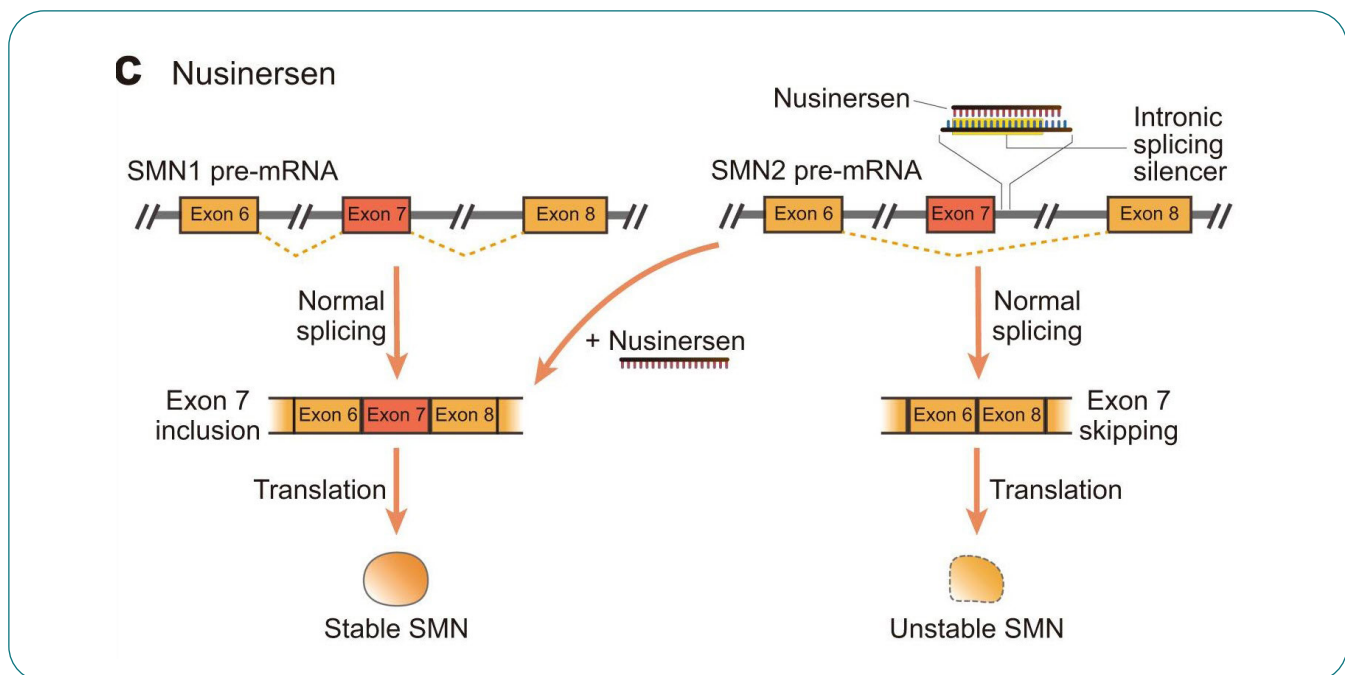 C Nusinersen
Nusinersen
Intronic
splicing
silencer
SMN1 pre-mRNA
SMN2 pre-mRNA
Exon 6
Exon 7
Exon 8
Exon 6
Exon 7
Exon 8
Normal
splicing
+ Nusinersen
Normal
splicing
Exon 7
inclusion
Exon 6
Exon 7
Exon 8
Exon 6
Exon 8
Exon 7
skipping
Translation
Translation
Stable SMN
Unstable SMN